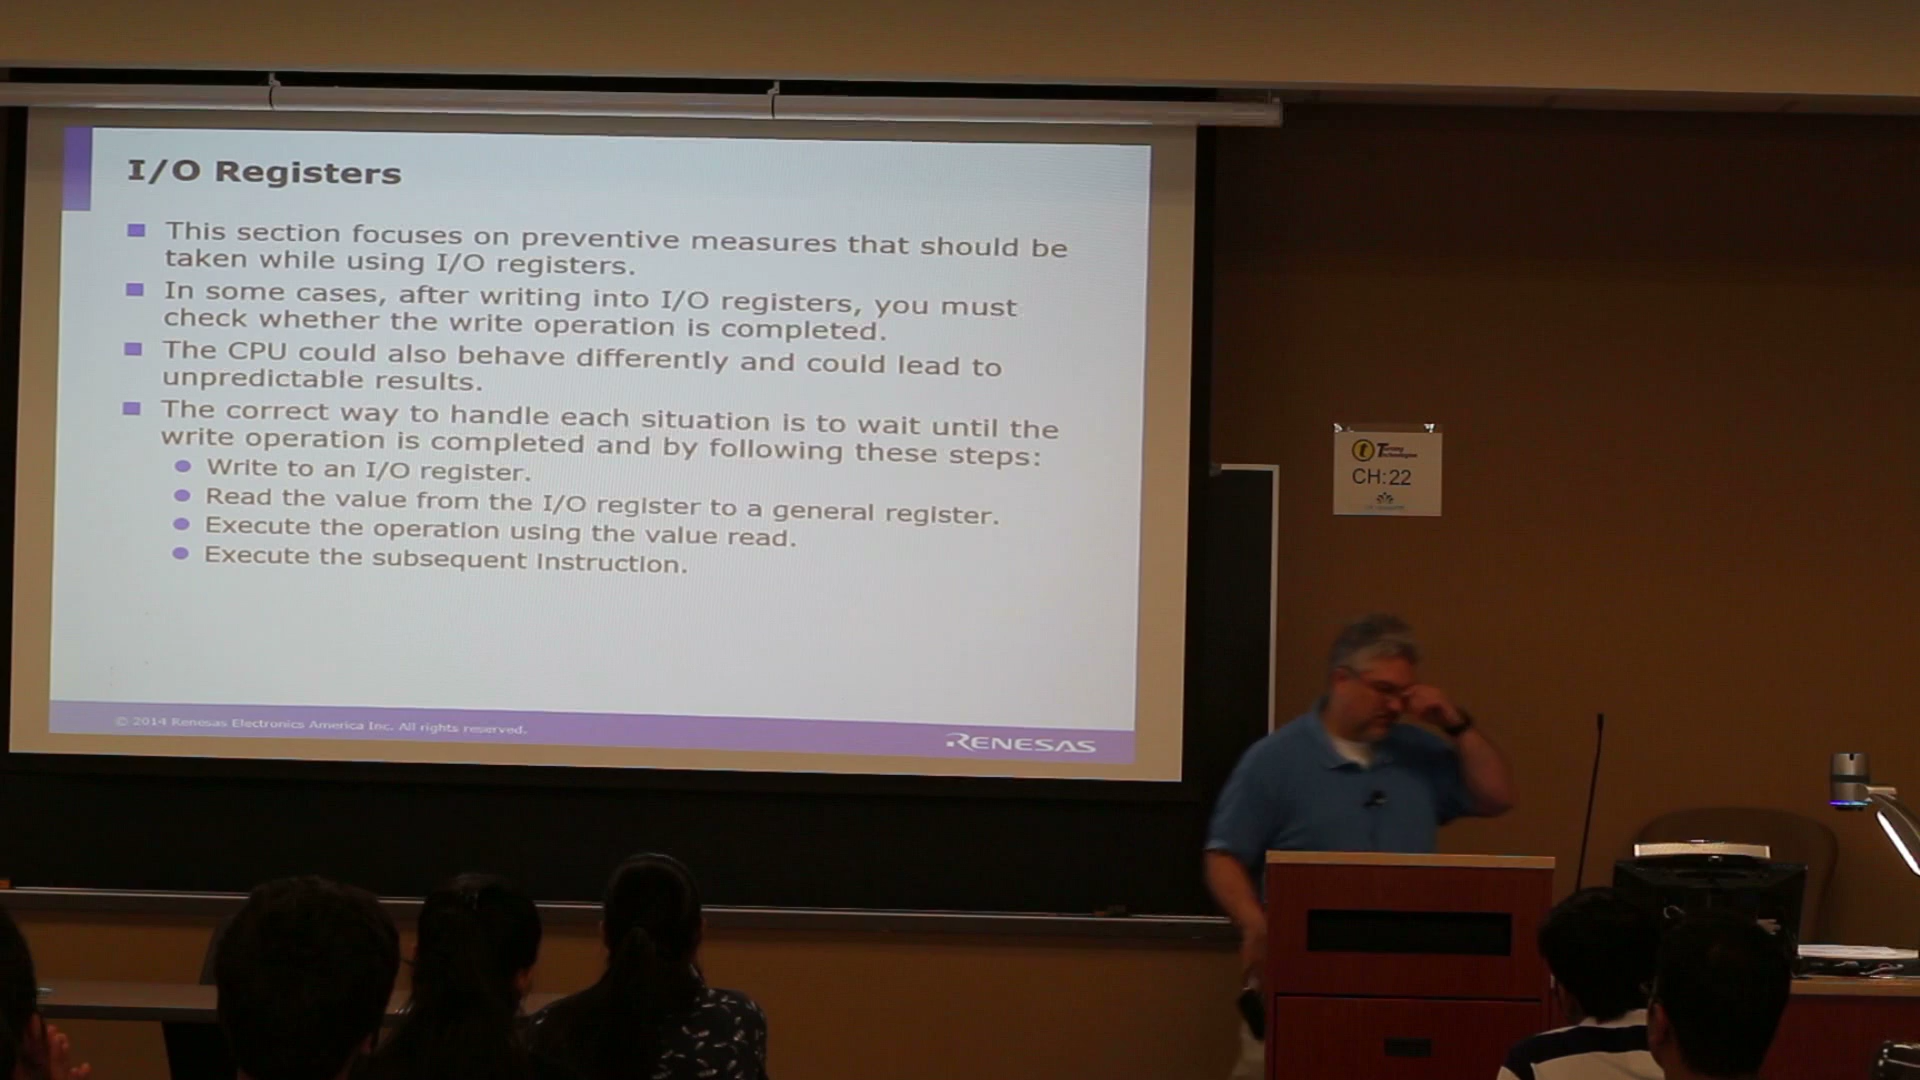 I/O Registers
This section focuses on preventive measures that should be
taken while using I/O registers.
In some cases, after writing into I/O registers, you must
check whether the write operation is completed.
The CPU could also behave differently and could lead to
unpredictable results.
The correct way to handle each situation is to wait until the
write operation is completed and by following these steps:
Write to an I/O register.
Read the value from the I/O register to a general register.
Execute the operation using the value read.
Execute the subsequent instruction.
© 2014 Renesas Electronics America Inc. All rights reserved.
RENESAS
Turning
Technologies
CH:22